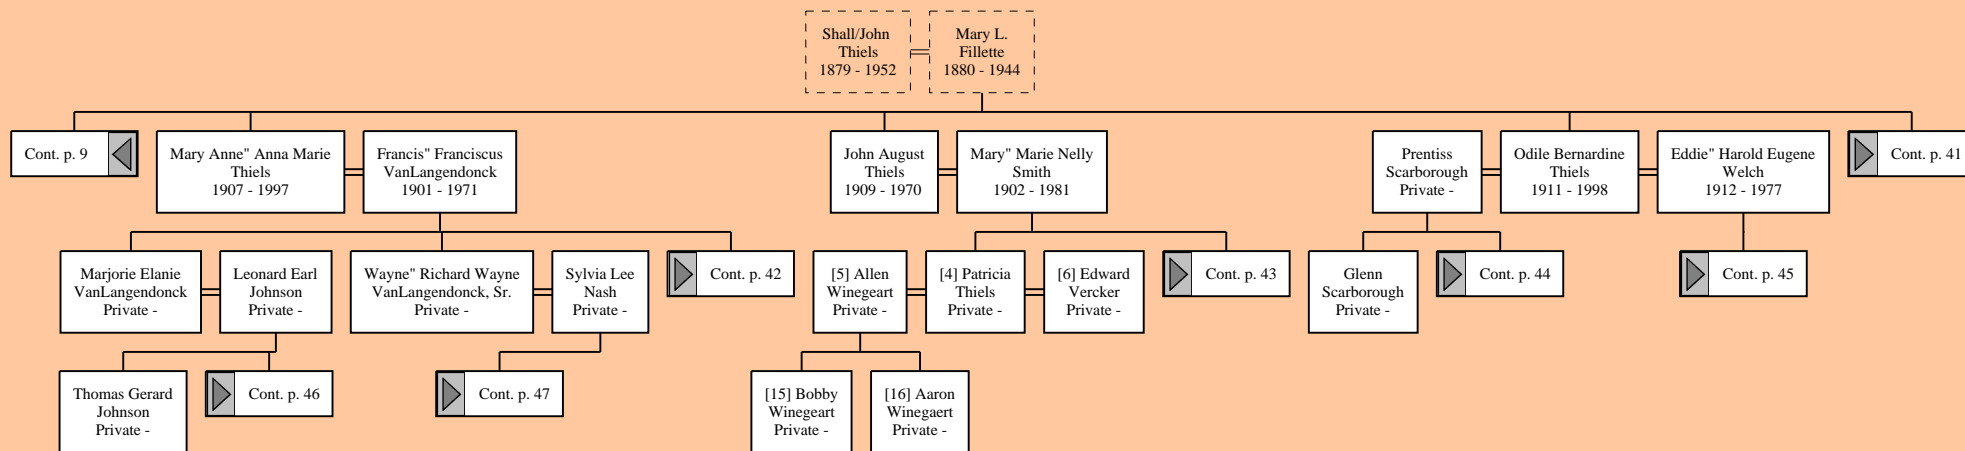 Shall/John
Thiels
1879 - 1952
Mary L.
Fillette
1880 - 1944
Cont. p. 9
Mary Anne" Anna Marie
Thiels
1907 - 1997
Francis" Franciscus
VanLangendonck
1901 - 1971
John August
Thiels
1909 - 1970
Mary" Marie Nelly
Smith
1902 - 1981
Prentiss
Scarborough
Private -
Odile Bernardine
Thiels
1911 - 1998
Eddie" Harold Eugene
Welch
1912 - 1977
Cont. p. 41
Marjorie Elanie
VanLangendonck
Private -
Leonard Earl
Johnson
Private -
Wayne" Richard Wayne
VanLangendonck, Sr.
Private -
Sylvia Lee
Nash
Private -
Cont. p. 42
[5] Allen
Winegeart
Private -
[4] Patricia
Thiels
Private -
[6] Edward
Vercker
Private -
Cont. p. 43
Glenn
Scarborough
Private -
Cont. p. 44
Cont. p. 45
Thomas Gerard
Johnson
Private -
Cont. p. 46
Cont. p. 47
[15] Bobby
Winegeart
Private -
[16] Aaron
Winegaert
Private -